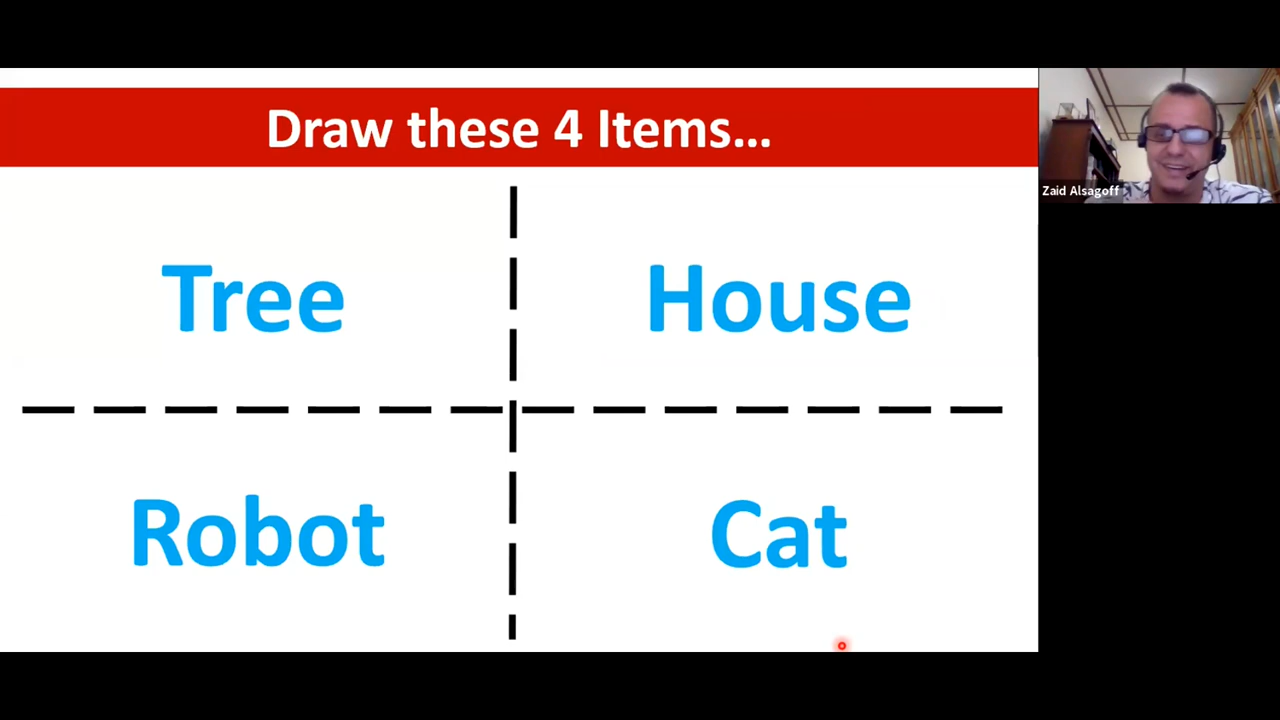 Draw these 4 Items...
Zaid Alsagoff
Tree
House
Robot
Cat